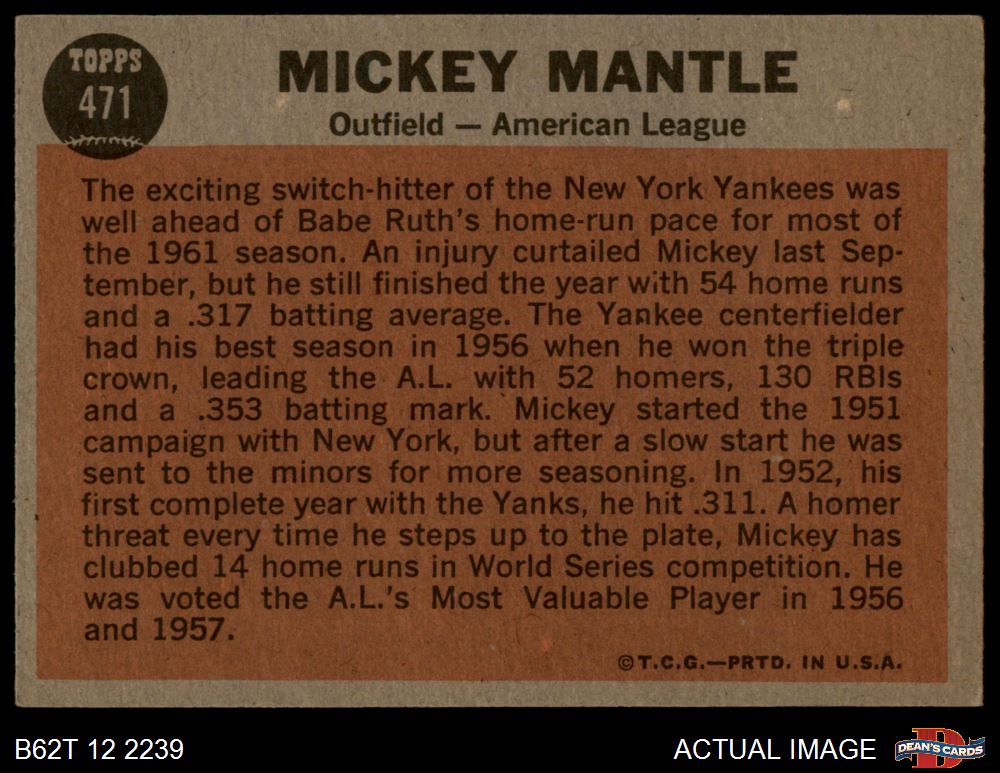 TOPPS
471
MICKEY MANTLE
Outfield — American League
The exciting switch-hitter of the New York Yankees was
well ahead of Babe Ruth's home-run pace for most of
the 1961 season. An injury curtailed Mickey last Sep-
tember, but he still finished the year with 54 home runs
and a .317 batting average. The Yankee centerfielder
had his best season in 1956 when he won the triple
crown, leading the A.L. with 52 homers, 130 RBIs
and a .353 batting mark. Mickey started the 1951
campaign with New York, but after a slow start he was
sent to the minors for more seasoning. In 1952, his
first complete year with the Yanks, he hit .311. A homer
threat every time he steps up to the plate, Mickey has
clubbed 14 home runs in World Series competition. He
was voted the A.L.'s Most Valuable Player in 1956
and 1957.
©T.C.G.—PRTD. IN U.S.A.
B62T 12 2239
ACTUAL IMAGE
D
DEAN'S CARDS